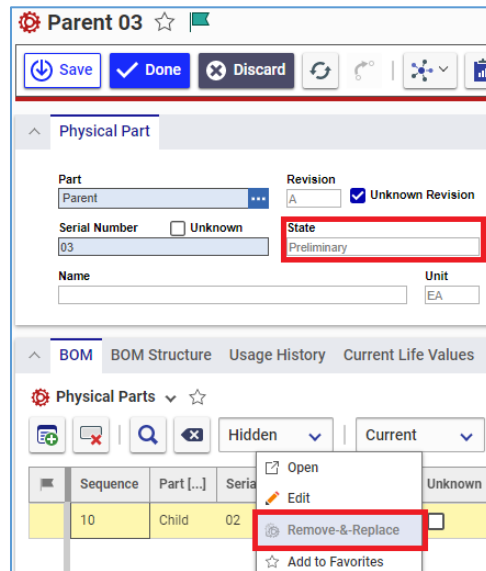 Parent 03
Save Done Discard
Physical Part
Part Revision
Parent ... A Unknown Revision
Serial Number Unknown State
03 Preliminary
Name Unit
EA
BOM BOM Structure Usage History Current Life Values
Physical Parts
Hidden Current
Sequence Part [...] Seria Unknown
10 Child 02
Open
Edit
Remove-&-Replace
Add to Favorites